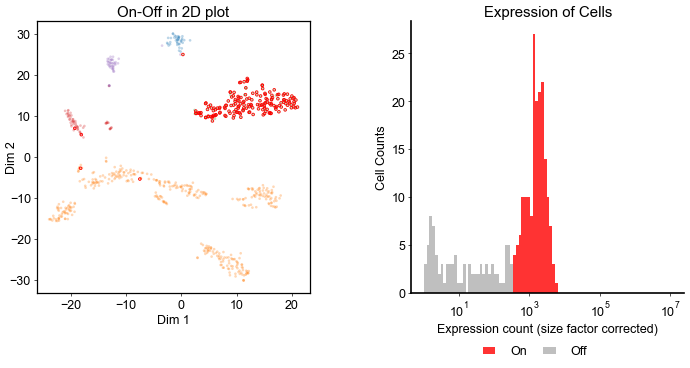 On-Off in 2D plot
30
20
10
0
−10
−20
−30
Dim 2
−20 −10 0 10 20
Dim 1
Expression of Cells
25
20
15
10
5
0
Cell Counts
10^1 10^3 10^5 10^7
Expression count (size factor corrected)
On Off